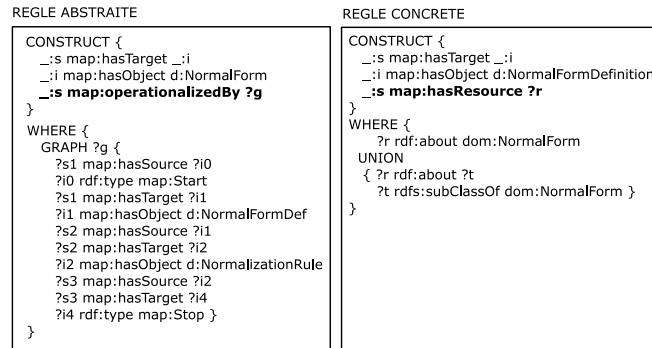 REGLE ABSTRAITE
CONSTRUCT {
_:s map:hasTarget _:i
_:i map:hasObject d:NormalForm
_:s map:operationalizedBy ?g
}
WHERE {
GRAPH ?g {
?s1 map:hasSource ?i0
?i0 rdf:type map:Start
?s1 map:hasTarget ?i1
?i1 map:hasObject d:NormalFormDef
?s2 map:hasSource ?i1
?s2 map:hasTarget ?i2
?i2 map:hasObject d:NormalizationRule
?s3 map:hasSource ?i2
?s3 map:hasTarget ?i4
?i4 rdf:type map:Stop }
}
REGLE CONCRETE
CONSTRUCT {
_:s map:hasTarget _:i
_:i map:hasObject d:NormalFormDefinition
_:s map:hasResource ?r
}
WHERE {
?r rdf:about dom:NormalForm
UNION
{ ?r rdf:about ?t
?t rdfs:subClassOf dom:NormalForm }
}